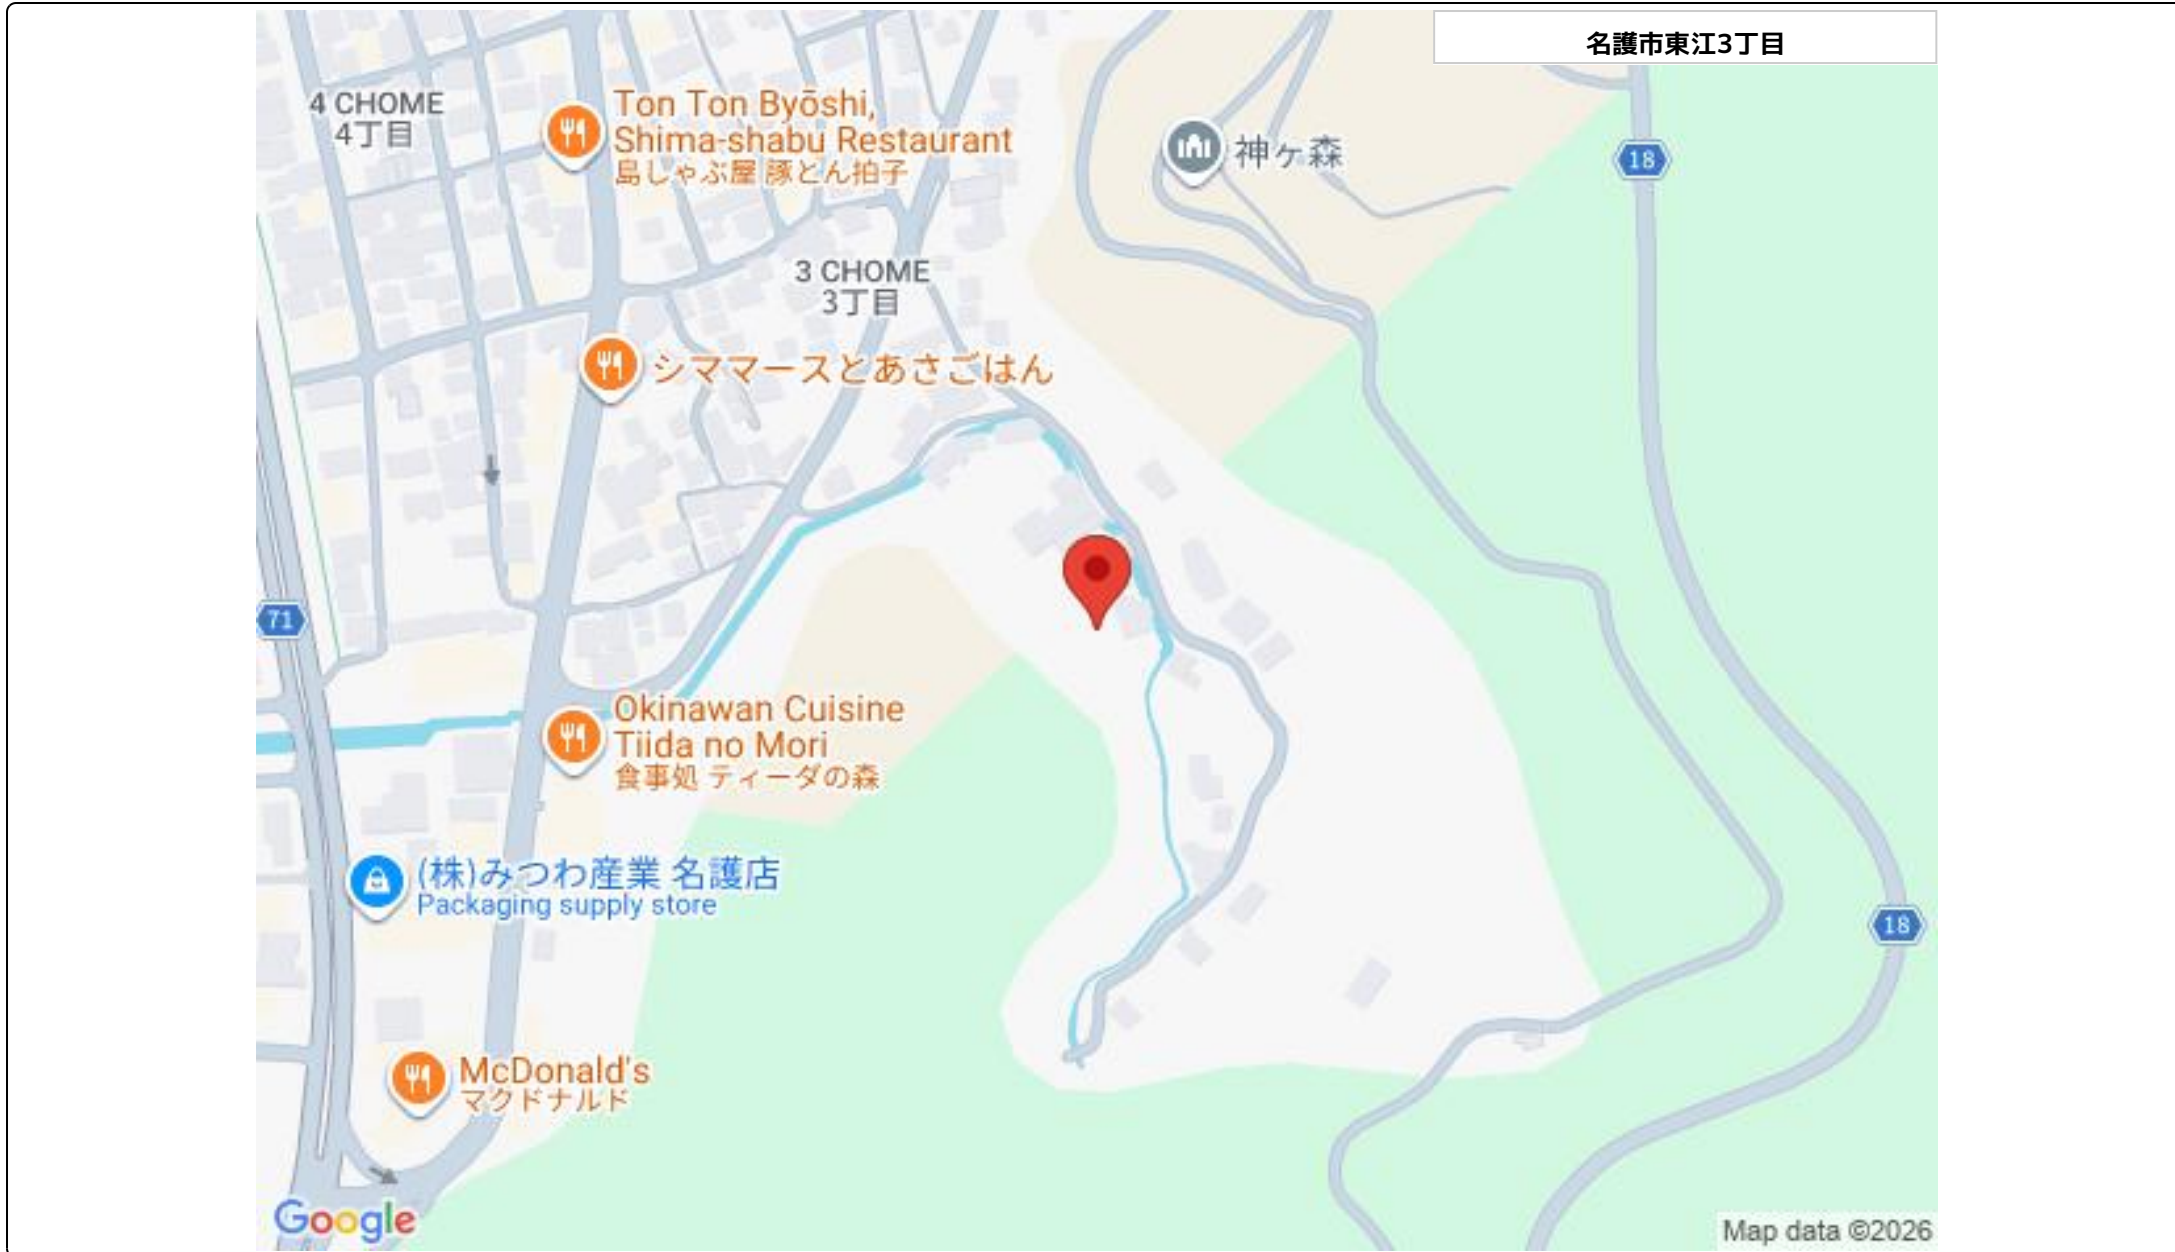 名護市東江3丁目
4 CHOME
4丁目
Ton Ton Byōshi,
Shima-shabu Restaurant
島しゃぶ屋 豚とん拍子
神ヶ森
18
3 CHOME
3丁目
シママースとあさごはん
71
Okinawan Cuisine
Tiida no Mori
食事処 ティーダの森
(株)みつわ産業 名護店
Packaging supply store
18
McDonald's
マクドナルド
Google
Map data ©2026